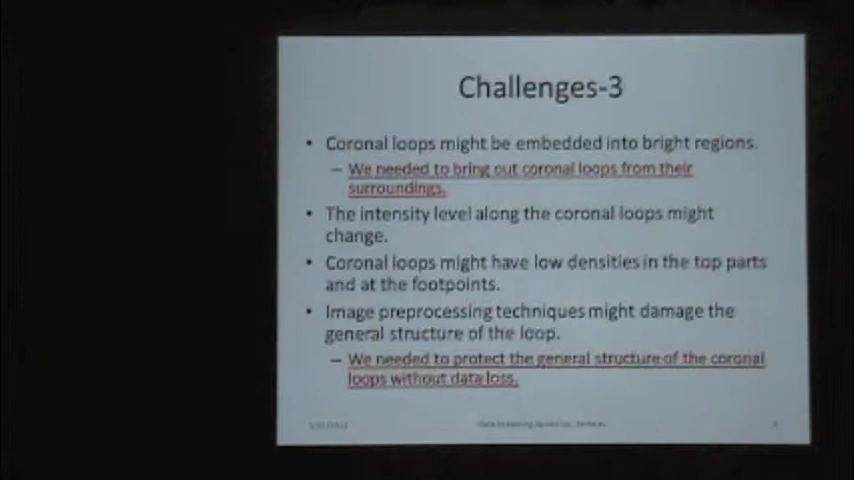 Challenges-3
• Coronal loops might be embedded into bright regions.
– We needed to bring out coronal loops from their
surroundings.
• The intensity level along the coronal loops might
change.
• Coronal loops might have low densities in the top parts
and at the footpoints.
• Image preprocessing techniques might damage the
general structure of the loop.
– We needed to protect the general structure of the coronal
loops without data loss.